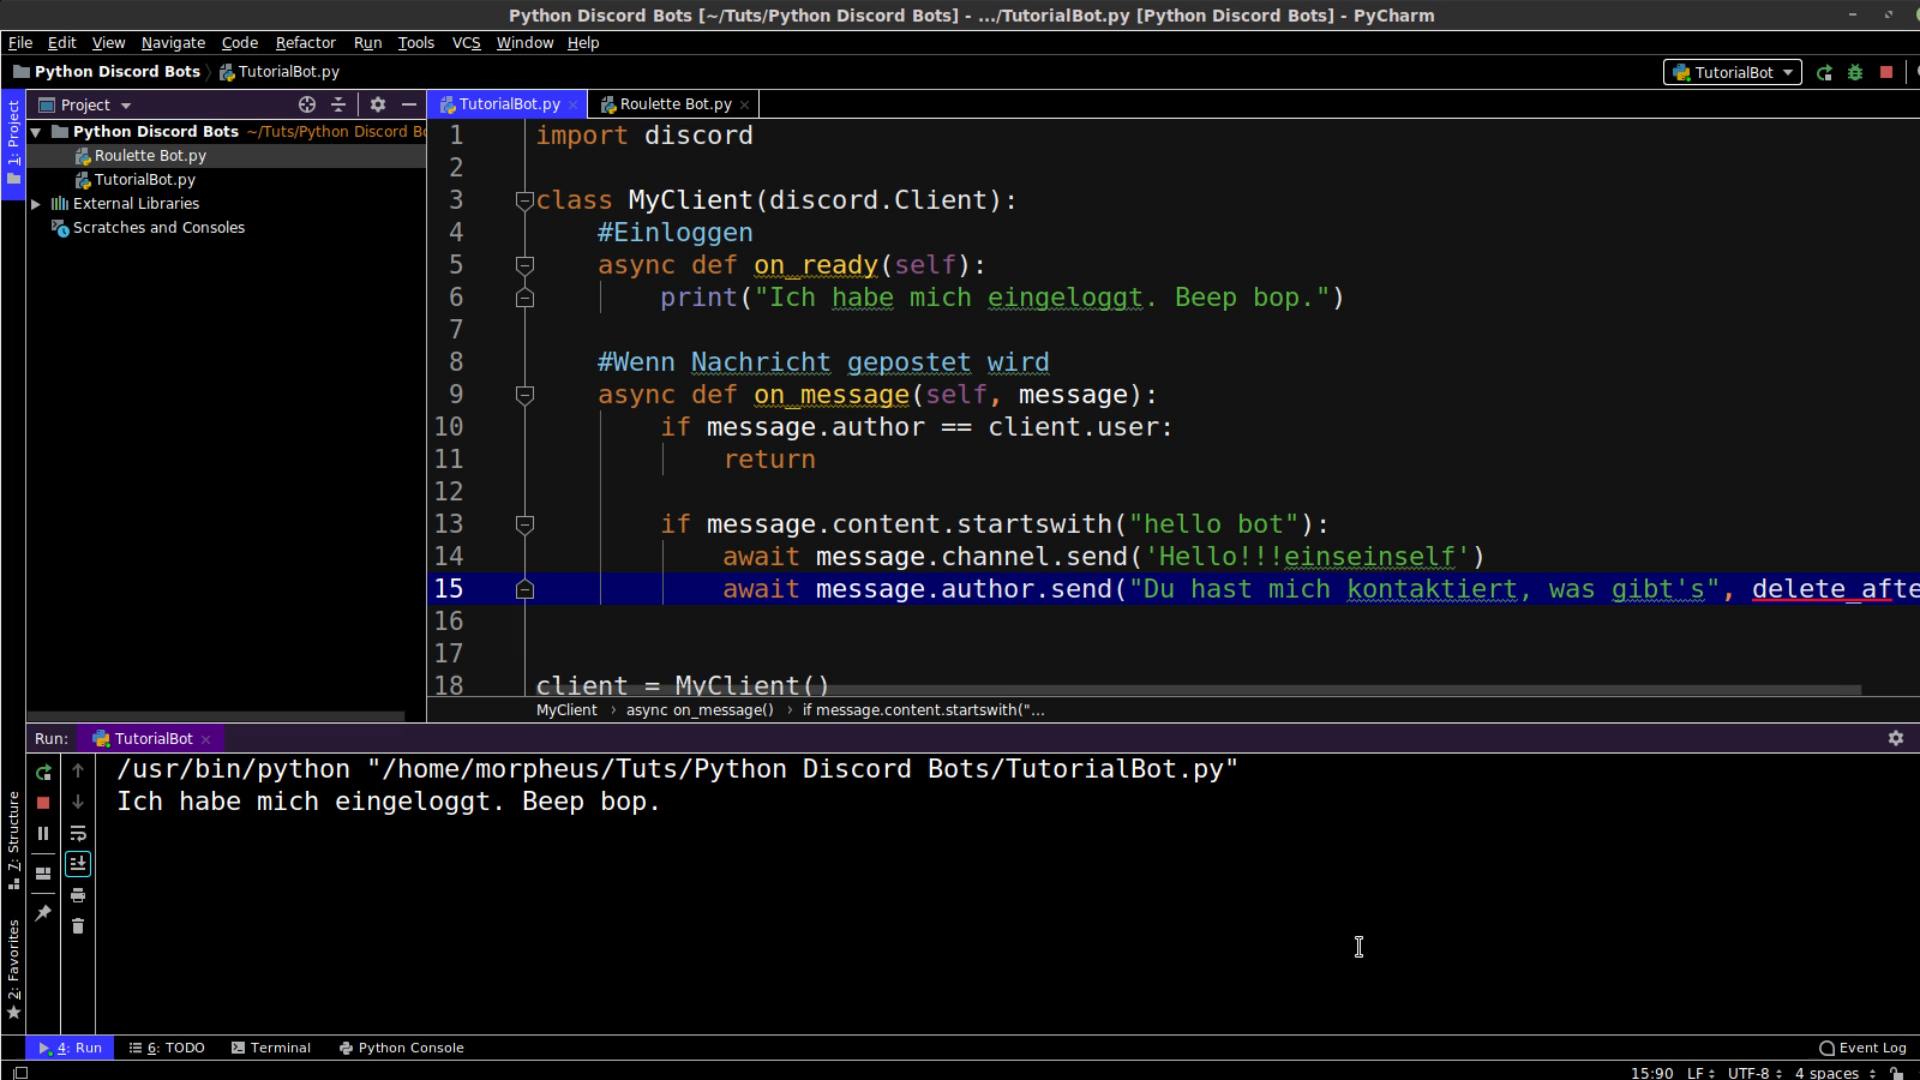 Python Discord Bots [~/Tuts/Python Discord Bots] - .../TutorialBot.py [Python Discord Bots] - PyCharm
File Edit View Navigate Code Refactor Run Tools VCS Window Help
Python Discord Bots TutorialBot.py
TutorialBot
Project
TutorialBot.py
Roulette Bot.py
1: Project
Python Discord Bots ~/Tuts/Python Discord Bo
Roulette Bot.py
TutorialBot.py
External Libraries
Scratches and Consoles
1 import discord
2
3 class MyClient(discord.Client):
4 #Einloggen
5 async def on_ready(self):
6 print("Ich habe mich eingeloggt. Beep bop.")
7
8 #Wenn Nachricht gepostet wird
9 async def on_message(self, message):
10 if message.author == client.user:
11 return
12
13 if message.content.startswith("hello bot"):
14 await message.channel.send('Hello!!!einseinself')
15 await message.author.send("Du hast mich kontaktiert, was gibt's", delete_afte
16
17
18 client = MyClient()
MyClient › async on_message() › if message.content.startswith("...
Run: TutorialBot
/usr/bin/python "/home/morpheus/Tuts/Python Discord Bots/TutorialBot.py"
Ich habe mich eingeloggt. Beep bop.
7: Structure
2: Favorites
4: Run 6: TODO Terminal Python Console Event Log
15:90 LF UTF-8 4 spaces